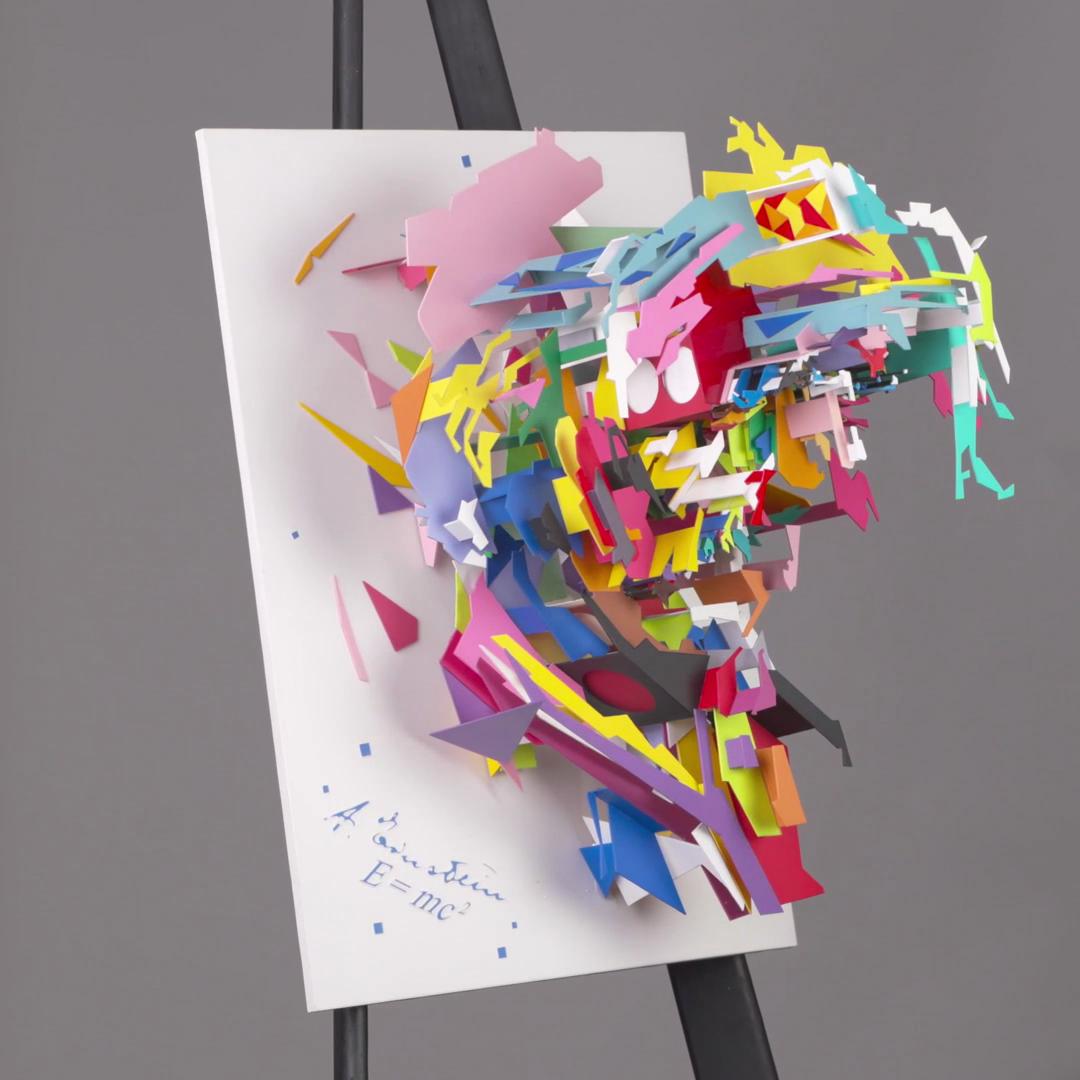 A. Einstein
E = mc²